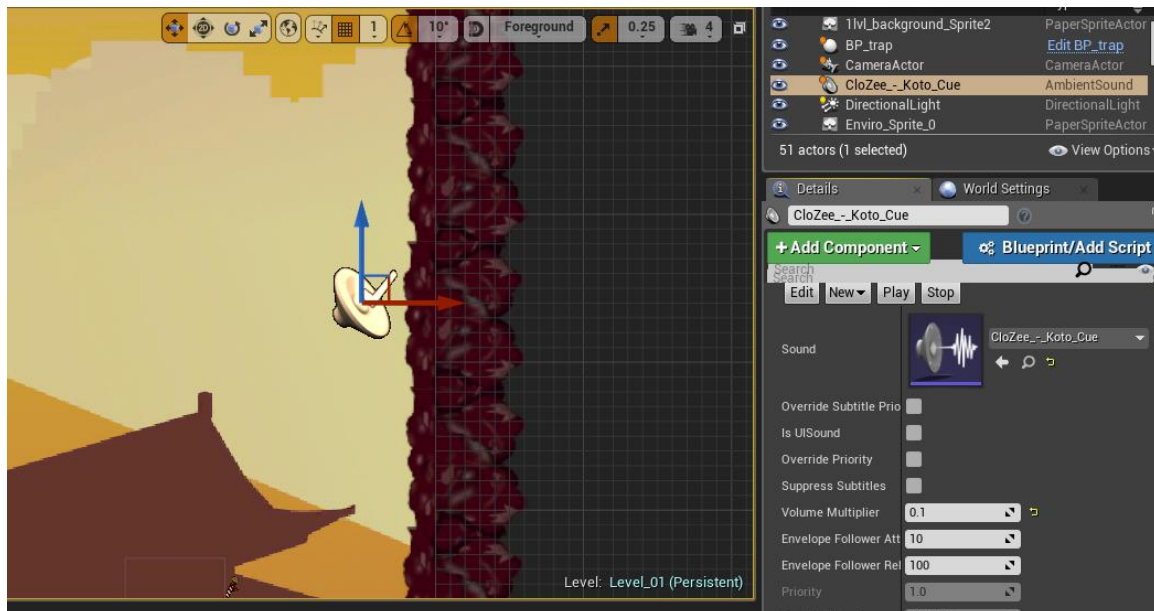 1 10° Foreground 0.25 4
1lvl_background_Sprite2 PaperSpriteActor
BP_trap Edit BP_trap
CameraActor CameraActor
CloZee_-_Koto_Cue AmbientSound
DirectionalLight DirectionalLight
Enviro_Sprite_0 PaperSpriteActor
51 actors (1 selected) View Options
Details World Settings
CloZee_-_Koto_Cue
+Add Component Blueprint/Add Script
Search
Search
Edit New Play Stop
Sound CloZee_-_Koto_Cue
Override Subtitle Prio
Is UISound
Override Priority
Suppress Subtitles
Volume Multiplier 0.1
Envelope Follower Att 10
Envelope Follower Rel 100
Priority 1.0
Level: Level_01 (Persistent)